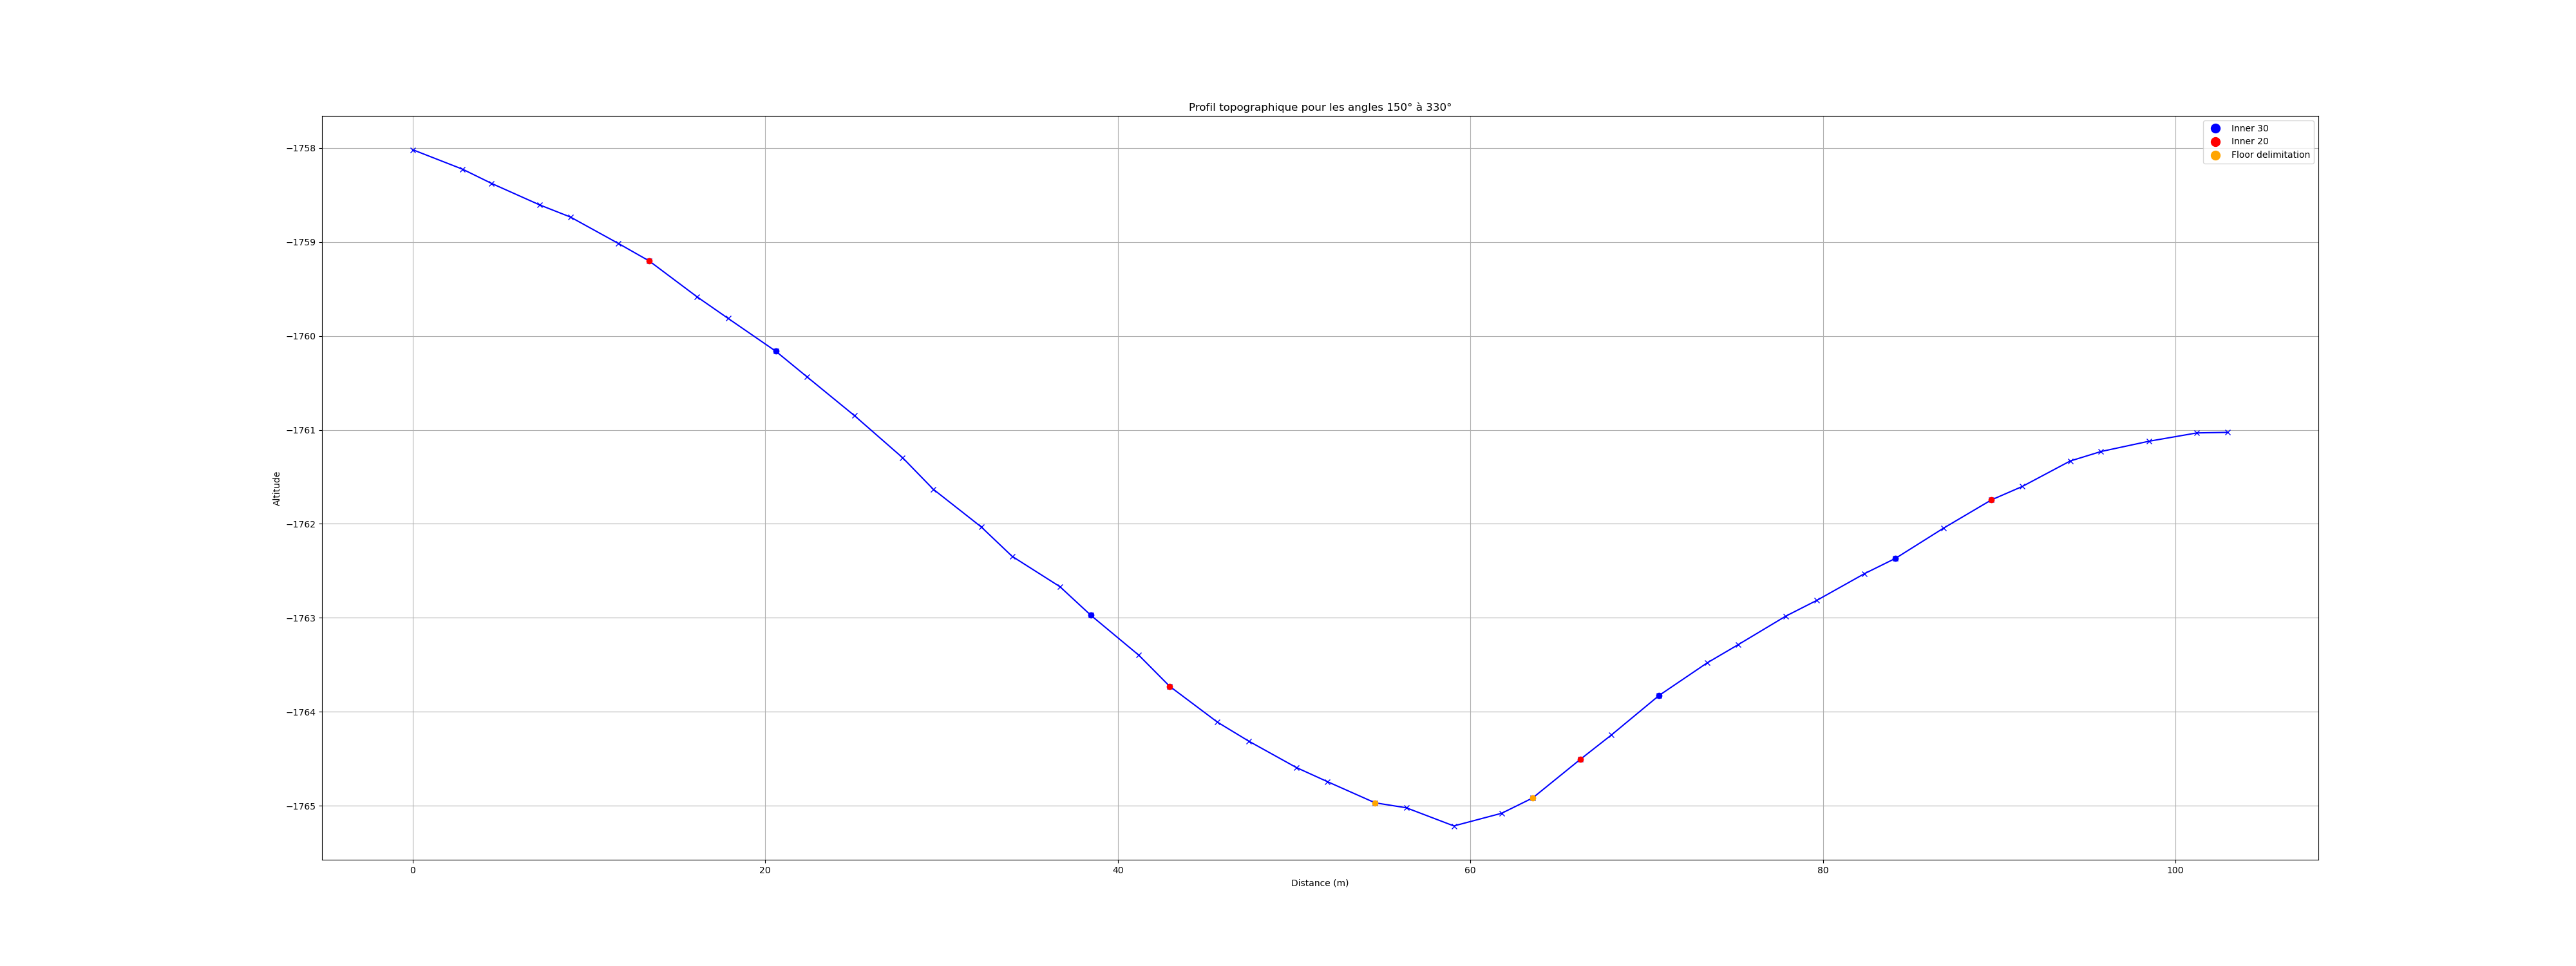 Profil topographique pour les angles 150° à 330°
Inner 30
Inner 20
Floor delimitation
Altitude
−1758
−1759
−1760
−1761
−1762
−1763
−1764
−1765
0 20 40 60 80 100
Distance (m)